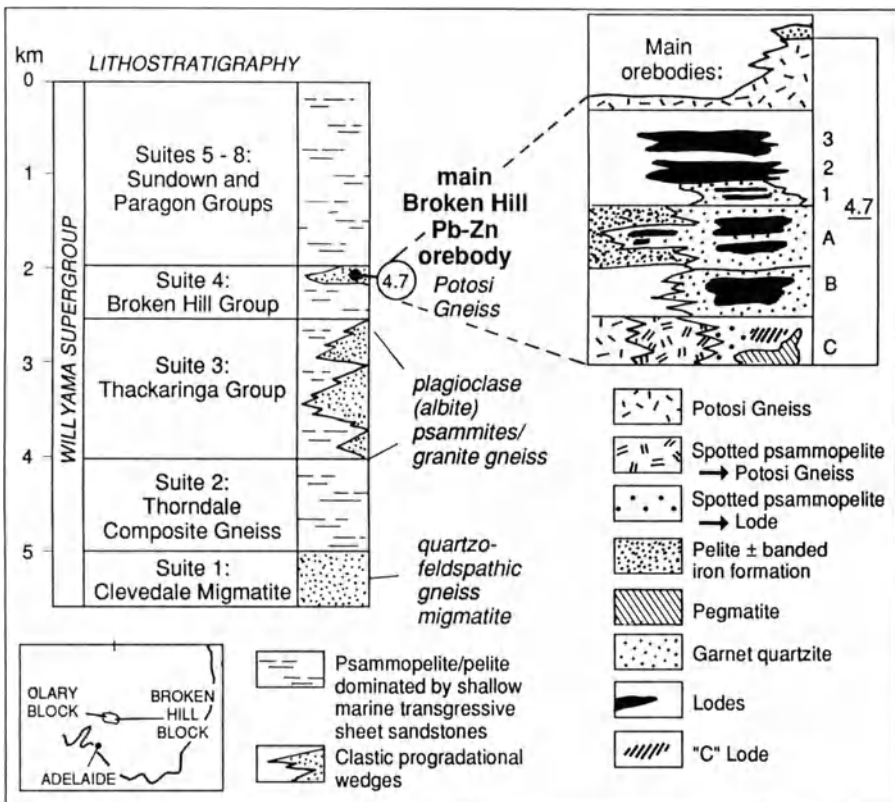 km
LITHOSTRATIGRAPHY
0
1
2
3
4
5
WILLYAMA SUPERGROUP
Suites 5 - 8:
Sundown and
Paragon Groups
Suite 4:
Broken Hill Group
Suite 3:
Thackaringa Group
Suite 2:
Thorndale
Composite Gneiss
Suite 1:
Clevedale Migmatite
main
Broken Hill
Pb-Zn
orebody
4.7
Potosi
Gneiss
plagioclase
(albite)
psammites/
granite gneiss
quartzo-
feldspathic
gneiss
migmatite
Main
orebodies:
3
2
1
A
B
C
4.7
Potosi Gneiss
Spotted psammopelite
→ Potosi Gneiss
Spotted psammopelite
→ Lode
Pelite ± banded
iron formation
Pegmatite
Garnet quartzite
Lodes
"C" Lode
Psammopelite/pelite
dominated by shallow
marine transgressive
sheet sandstones
Clastic progradational
wedges
OLARY
BLOCK
BROKEN
HILL
BLOCK
ADELAIDE